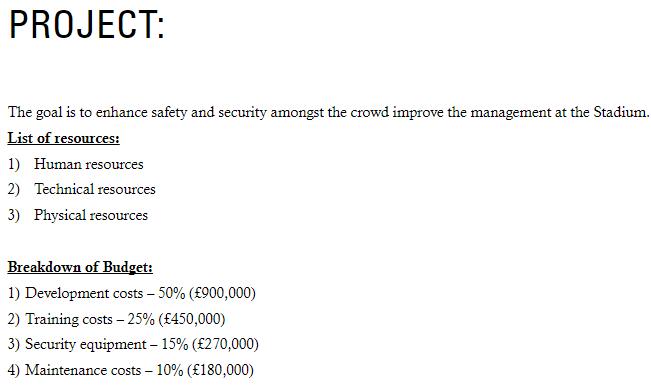 PROJECT:
The goal is to enhance safety and security amongst the crowd improve the management at the Stadium.
List of resources:
1) Human resources
2) Technical resources
3) Physical resources
Breakdown of Budget:
1) Development costs – 50% (£900,000)
2) Training costs – 25% (£450,000)
3) Security equipment – 15% (£270,000)
4) Maintenance costs – 10% (£180,000)